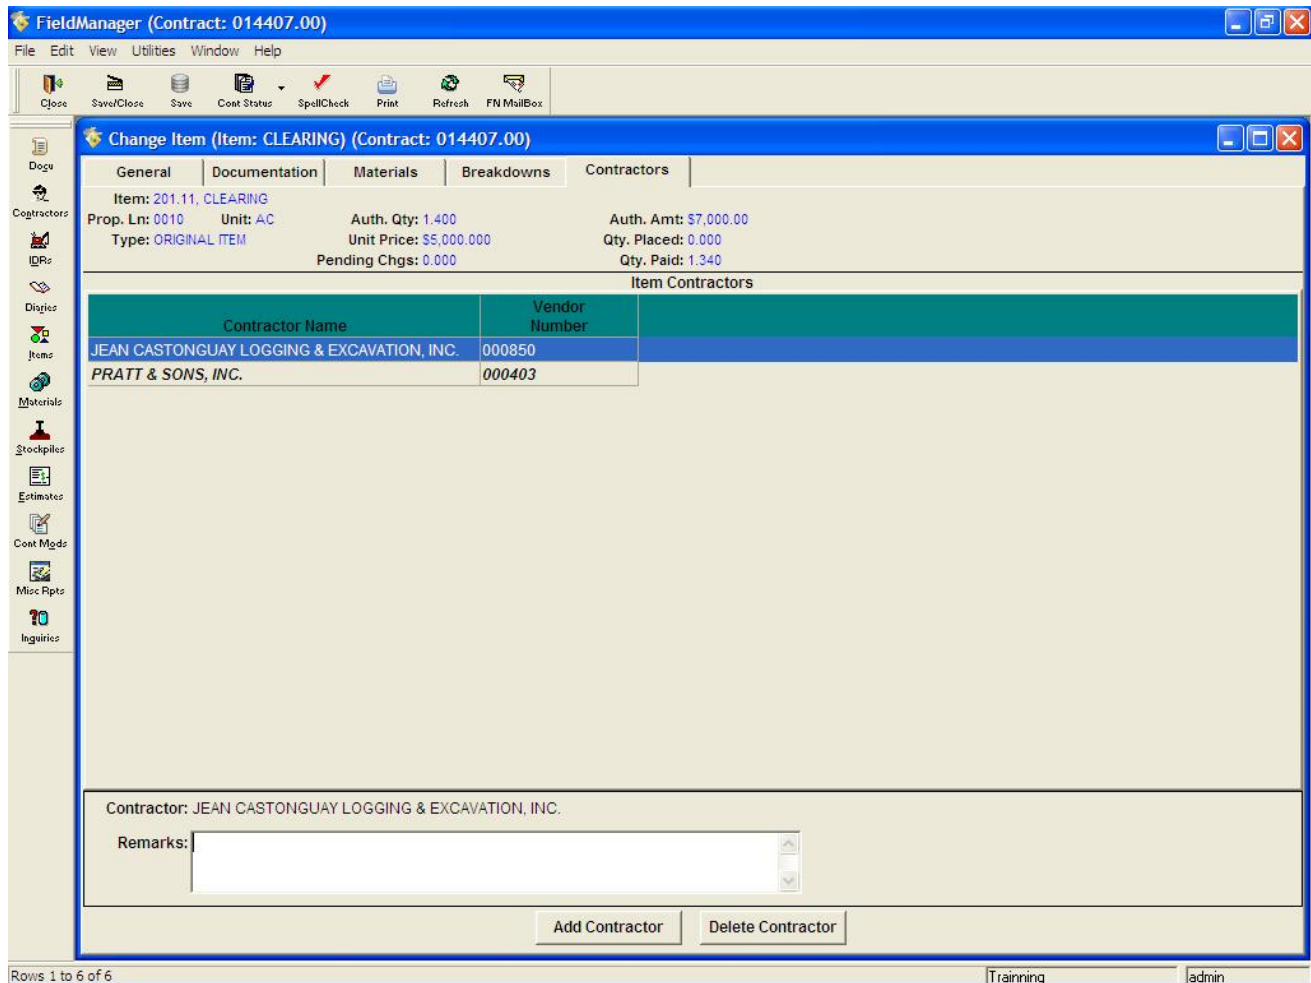 FieldManager (Contract: 014407.00)
File Edit View Utilities Window Help
Close Save/Close Save Cont Status SpellCheck Print Refresh FN MailBox
Docu
Contractors
IDRs
Diaries
Items
Materials
Stockpiles
Estimates
Cont Mods
Misc Rpts
Inquiries
Change Item (Item: CLEARING) (Contract: 014407.00)
General Documentation Materials Breakdowns Contractors
Item: 201.11, CLEARING
Prop. Ln: 0010 Unit: AC Auth. Qty: 1.400 Auth. Amt: $7,000.00
Type: ORIGINAL ITEM Unit Price: $5,000.000 Qty. Placed: 0.000
Pending Chgs: 0.000 Qty. Paid: 1.340
Item Contractors
Contractor Name Vendor Number
JEAN CASTONGUAY LOGGING & EXCAVATION, INC. 000850
PRATT & SONS, INC. 000403
Contractor: JEAN CASTONGUAY LOGGING & EXCAVATION, INC.
Remarks:
Add Contractor Delete Contractor
Rows 1 to 6 of 6 Trainning admin